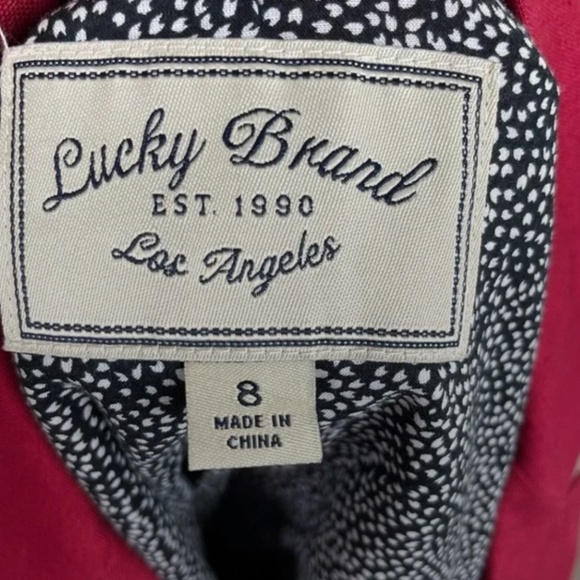 Lucky Brand
EST. 1990
Los Angeles
8
MADE IN
CHINA